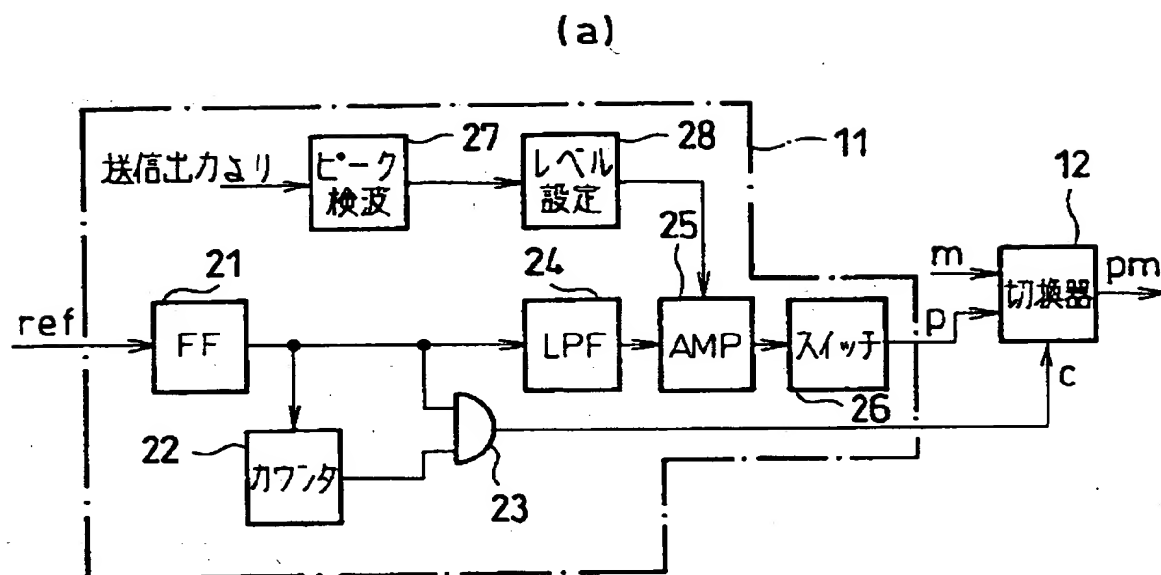 (a)
送信出力より
ピーク
検波
27
レベル
設定
28
11
12
ref
21
FF
24
LPF
25
AMP
スイッチ
26
m
p
切換器
pm
c
22
カウンタ
23